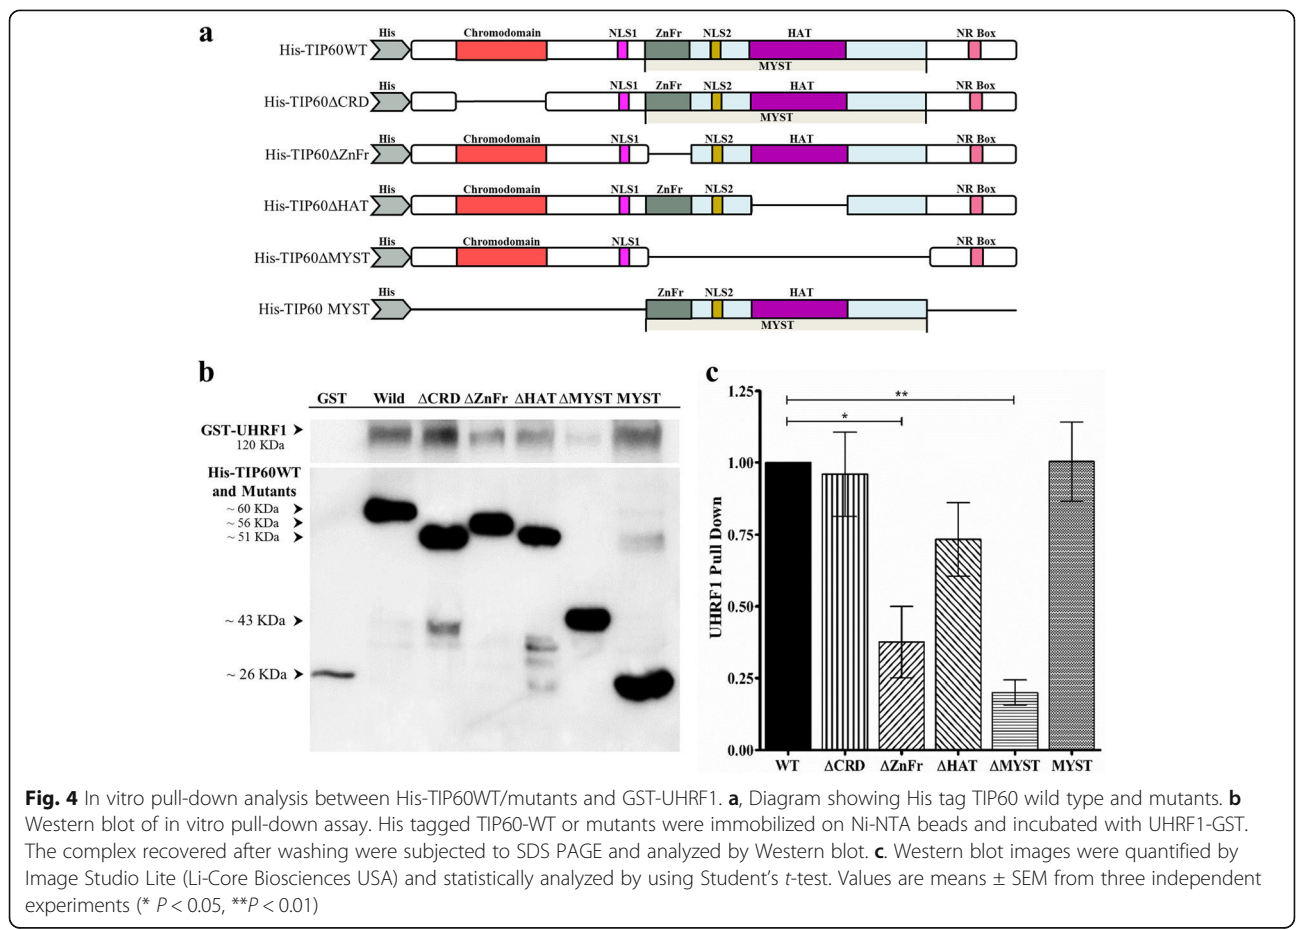 a
His Chromodomain NLS1 ZnFr NLS2 HAT NR Box
His-TIP60WT
MYST
His NLS1 ZnFr NLS2 HAT NR Box
His-TIP60ΔCRD
MYST
His Chromodomain NLS1 NLS2 HAT NR Box
His-TIP60ΔZnFr
His Chromodomain NLS1 ZnFr NLS2 NR Box
His-TIP60ΔHAT
His Chromodomain NLS1 NR Box
His-TIP60ΔMYST
His ZnFr NLS2 HAT
His-TIP60 MYST
MYST
b
GST Wild ΔCRD ΔZnFr ΔHAT ΔMYST MYST
GST-UHRF1
120 KDa
His-TIP60WT
and Mutants
~ 60 KDa
~ 56 KDa
~ 51 KDa
~ 43 KDa
~ 26 KDa
c
UHRF1 Pull Down
1.25
1.00
0.75
0.50
0.25
0.00
**
*
WT ΔCRD ΔZnFr ΔHAT ΔMYST MYST
Fig. 4 In vitro pull-down analysis between His-TIP60WT/mutants and GST-UHRF1. a, Diagram showing His tag TIP60 wild type and mutants. b
Western blot of in vitro pull-down assay. His tagged TIP60-WT or mutants were immobilized on Ni-NTA beads and incubated with UHRF1-GST.
The complex recovered after washing were subjected to SDS PAGE and analyzed by Western blot. c. Western blot images were quantified by
Image Studio Lite (Li-Core Biosciences USA) and statistically analyzed by using Student's t-test. Values are means ± SEM from three independent
experiments (* P < 0.05, **P < 0.01)